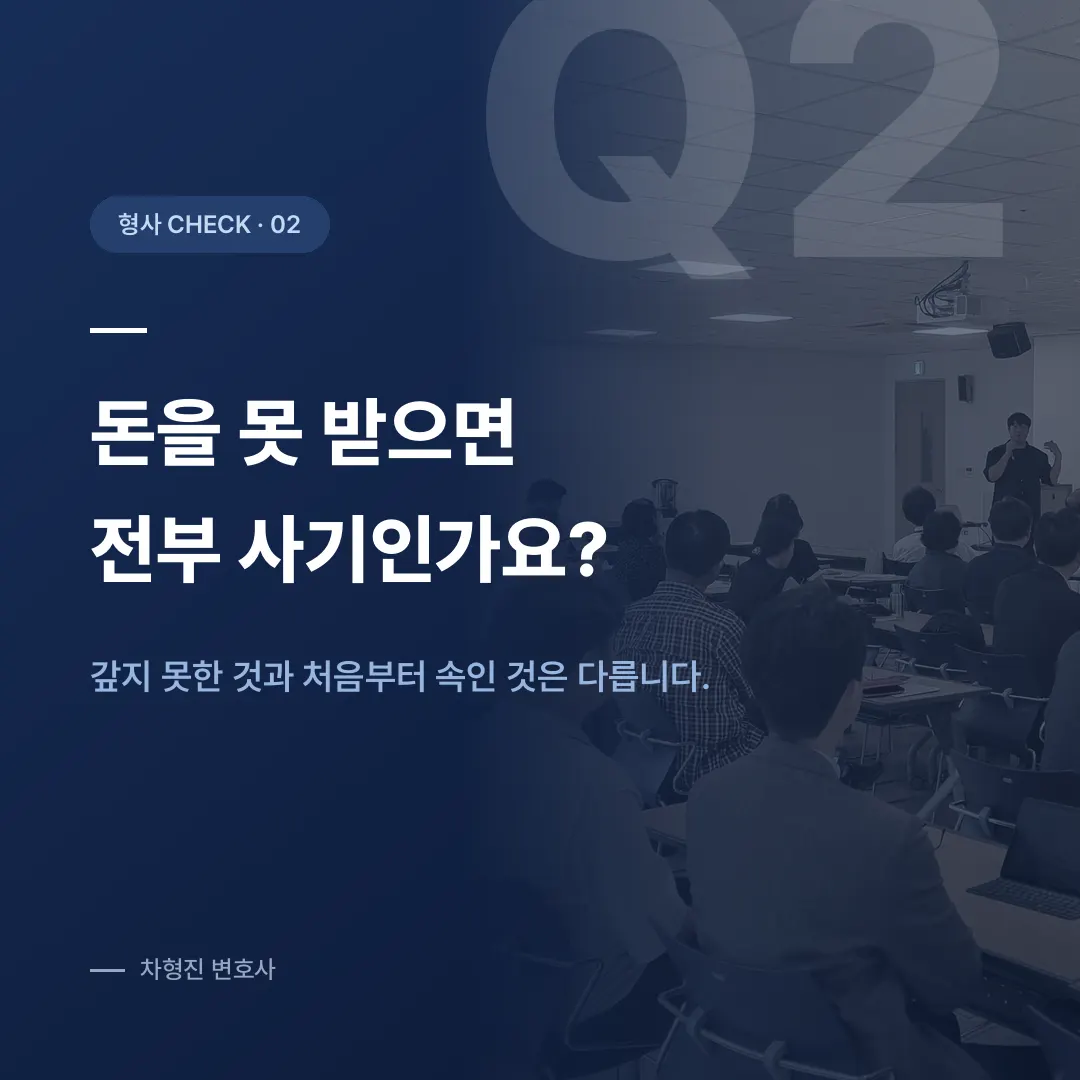 Q2
형사 CHECK · 02
돈을 못 받으면
전부 사기인가요?
갚지 못한 것과 처음부터 속인 것은 다릅니다.
차형진 변호사